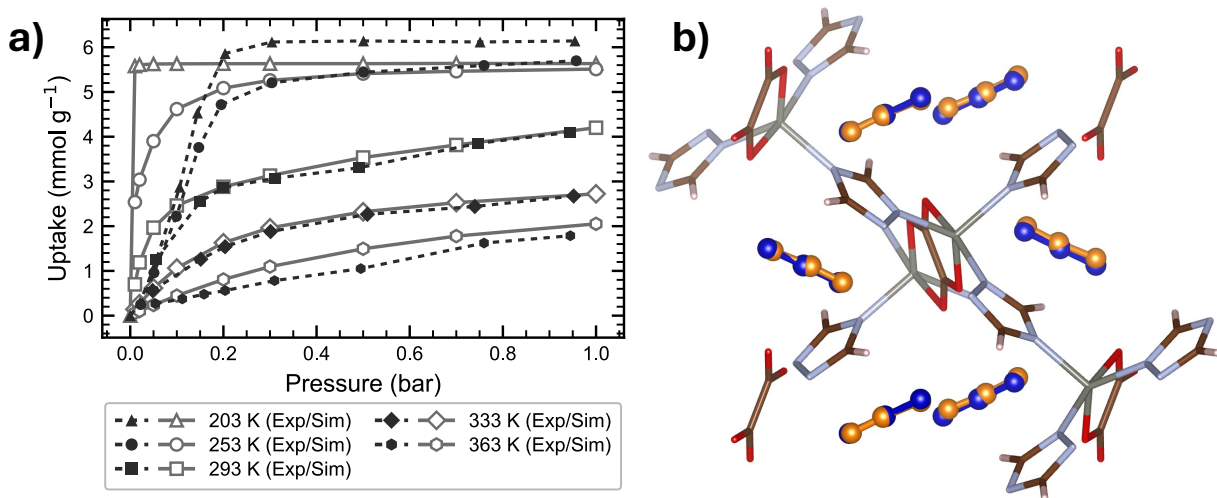 a)
b)
Uptake (mmol g⁻¹)
6
5
4
3
2
1
0
0.0 0.2 0.4 0.6 0.8 1.0
Pressure (bar)
203 K (Exp/Sim) 333 K (Exp/Sim)
253 K (Exp/Sim) 363 K (Exp/Sim)
293 K (Exp/Sim)